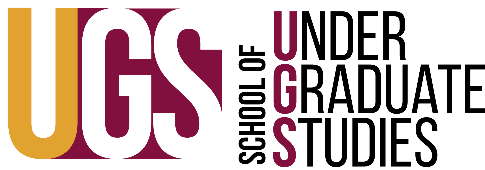 UGS
SCHOOL OF
UNDER
GRADUATE
STUDIES